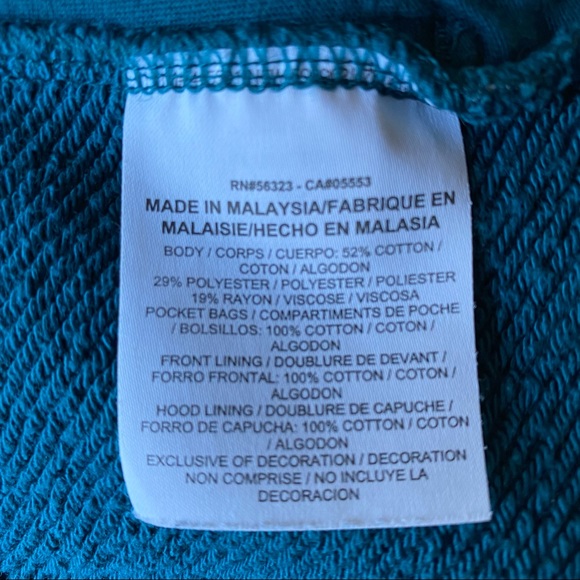 RN#56323 - CA#05553
MADE IN MALAYSIA/FABRIQUE EN
MALAISIE/HECHO EN MALASIA
BODY / CORPS / CUERPO: 52% COTTON /
COTON / ALGODON
29% POLYESTER / POLYESTER / POLIESTER
19% RAYON / VISCOSE / VISCOSA
POCKET BAGS / COMPARTIMENTS DE POCHE
/ BOLSILLOS: 100% COTTON / COTON /
ALGODON
FRONT LINING / DOUBLURE DE DEVANT /
FORRO FRONTAL: 100% COTTON / COTON /
ALGODON
HOOD LINING / DOUBLURE DE CAPUCHE /
FORRO DE CAPUCHA: 100% COTTON / COTON
/ ALGODON
EXCLUSIVE OF DECORATION / DECORATION
NON COMPRISE / NO INCLUYE LA
DECORACION